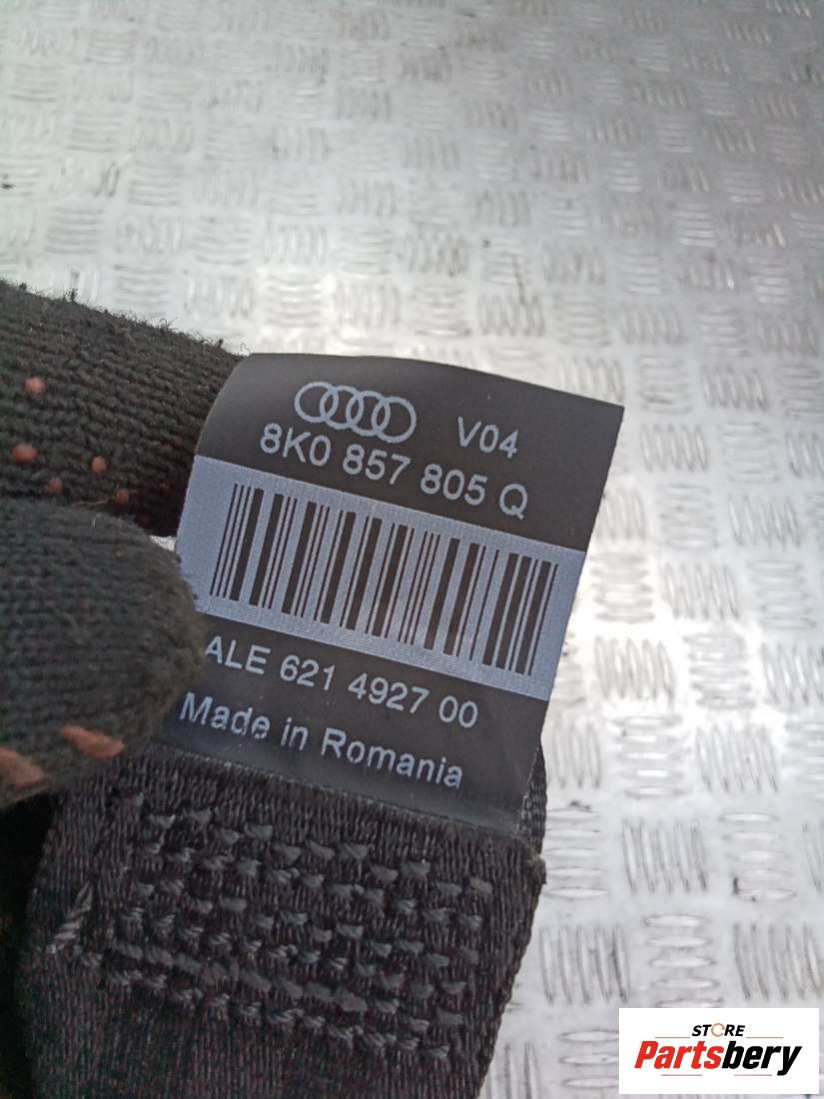 V04
8K0 857 805 Q
ALE 621 4927 00
Made in Romania
STORE
Partsbery